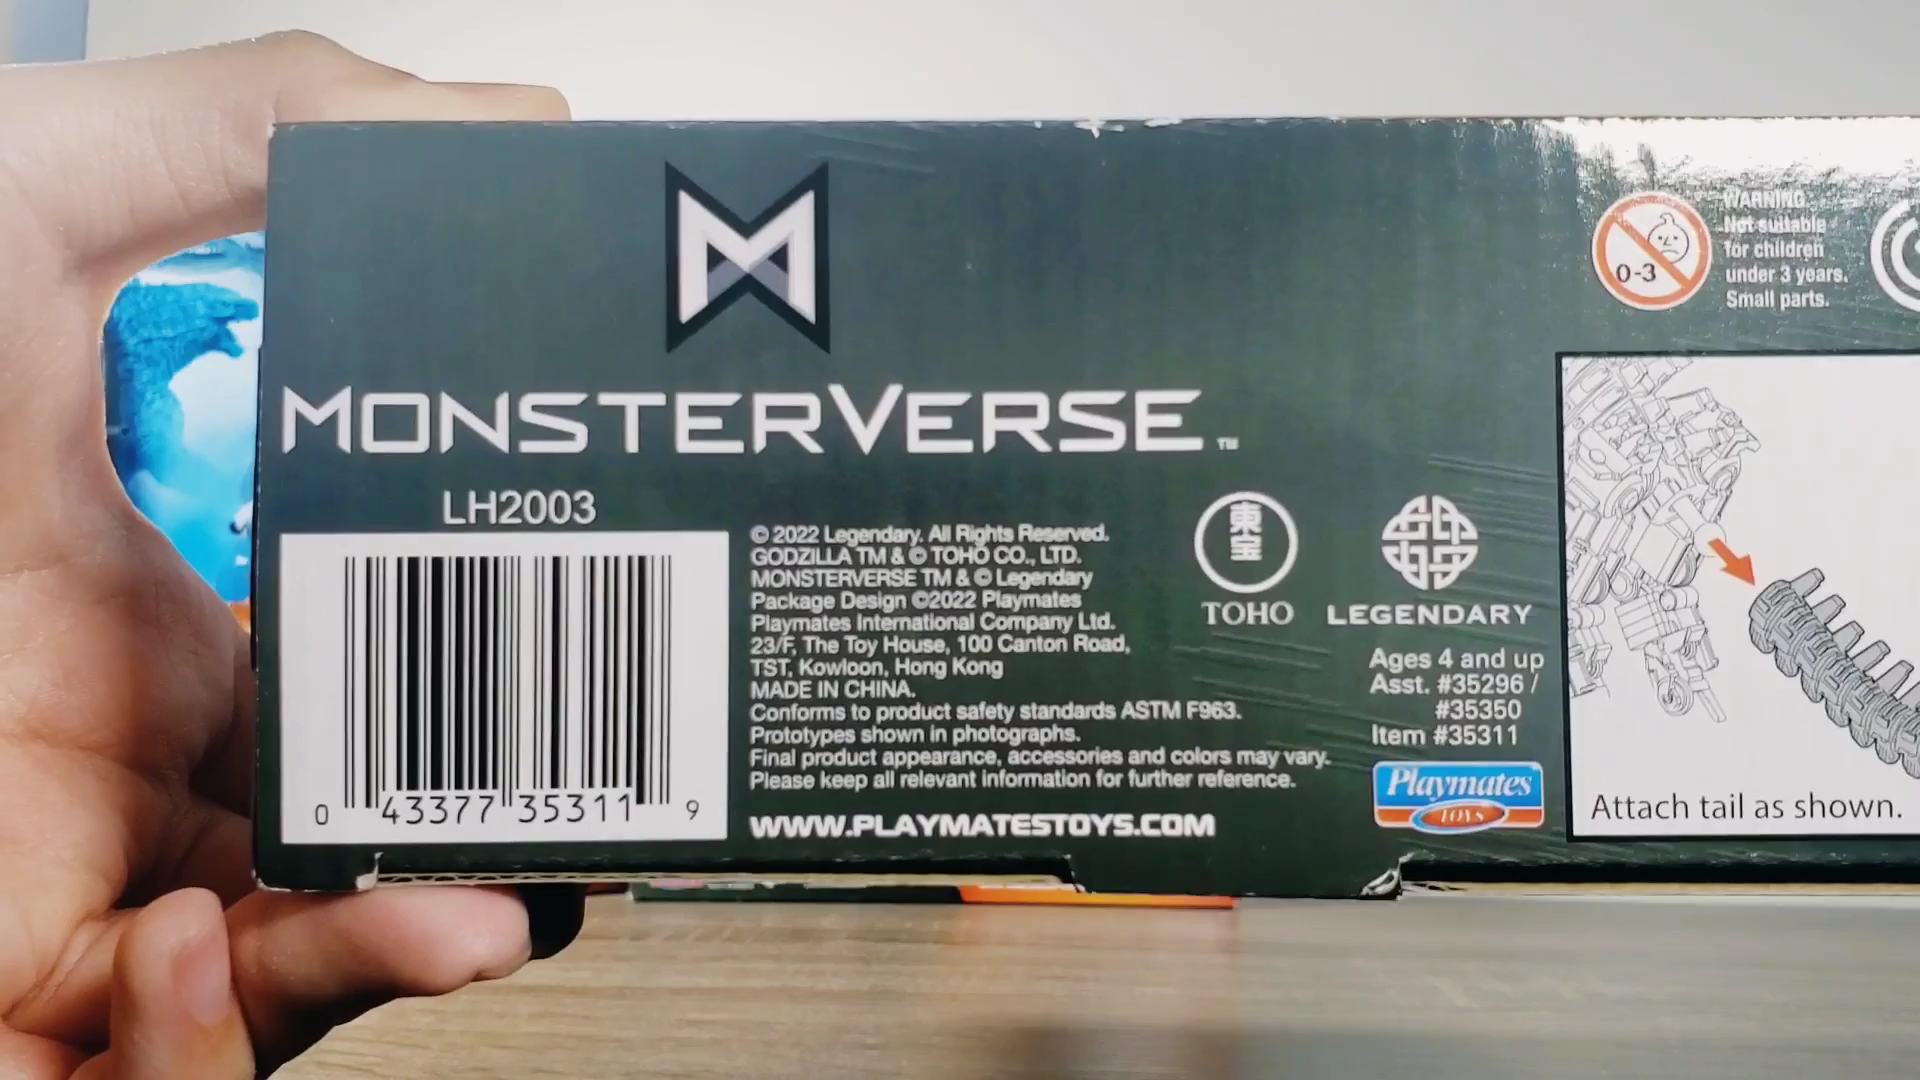 WARNING.
Not suitable
for children
under 3 years.
Small parts.
0-3
MONSTERVERSE™
LH2003
© 2022 Legendary. All Rights Reserved.
GODZILLA TM & © TOHO CO., LTD.
MONSTERVERSE TM & © Legendary
Package Design ©2022 Playmates
Playmates International Company Ltd.
23/F, The Toy House, 100 Canton Road,
TST, Kowloon, Hong Kong
MADE IN CHINA.
Conforms to product safety standards ASTM F963.
Prototypes shown in photographs.
Final product appearance, accessories and colors may vary.
Please keep all relevant information for further reference.
WWW.PLAYMATESTOYS.COM
0 43377 35311 9
東宝
TOHO
LEGENDARY
Ages 4 and up
Asst. #35296 /
#35350
Item #35311
Playmates
TOYS
Attach tail as shown.